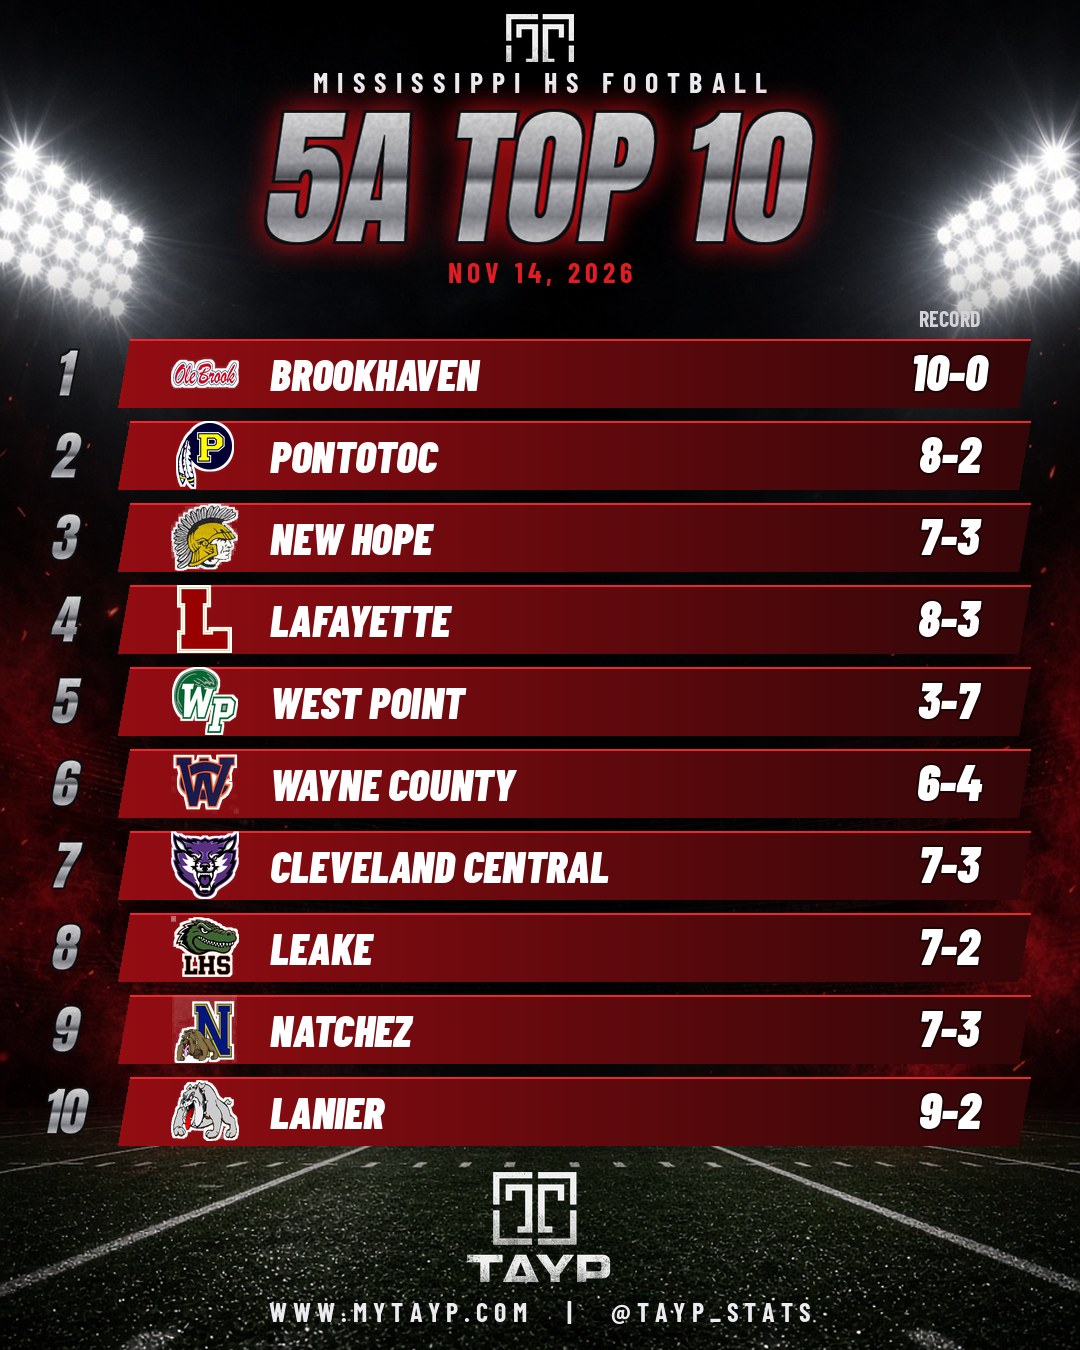 MISSISSIPPI HS FOOTBALL
5A TOP 10
NOV 14, 2026
RECORD
1 Ole Brook BROOKHAVEN 10-0
2 P PONTOTOC 8-2
3 NEW HOPE 7-3
4 L LAFAYETTE 8-3
5 WP WEST POINT 3-7
6 WC WAYNE COUNTY 6-4
7 CLEVELAND CENTRAL 7-3
8 LHS LEAKE 7-2
9 N NATCHEZ 7-3
10 LANIER 9-2
TAYP
WWW.MYTAYP.COM | @TAYP_STATS